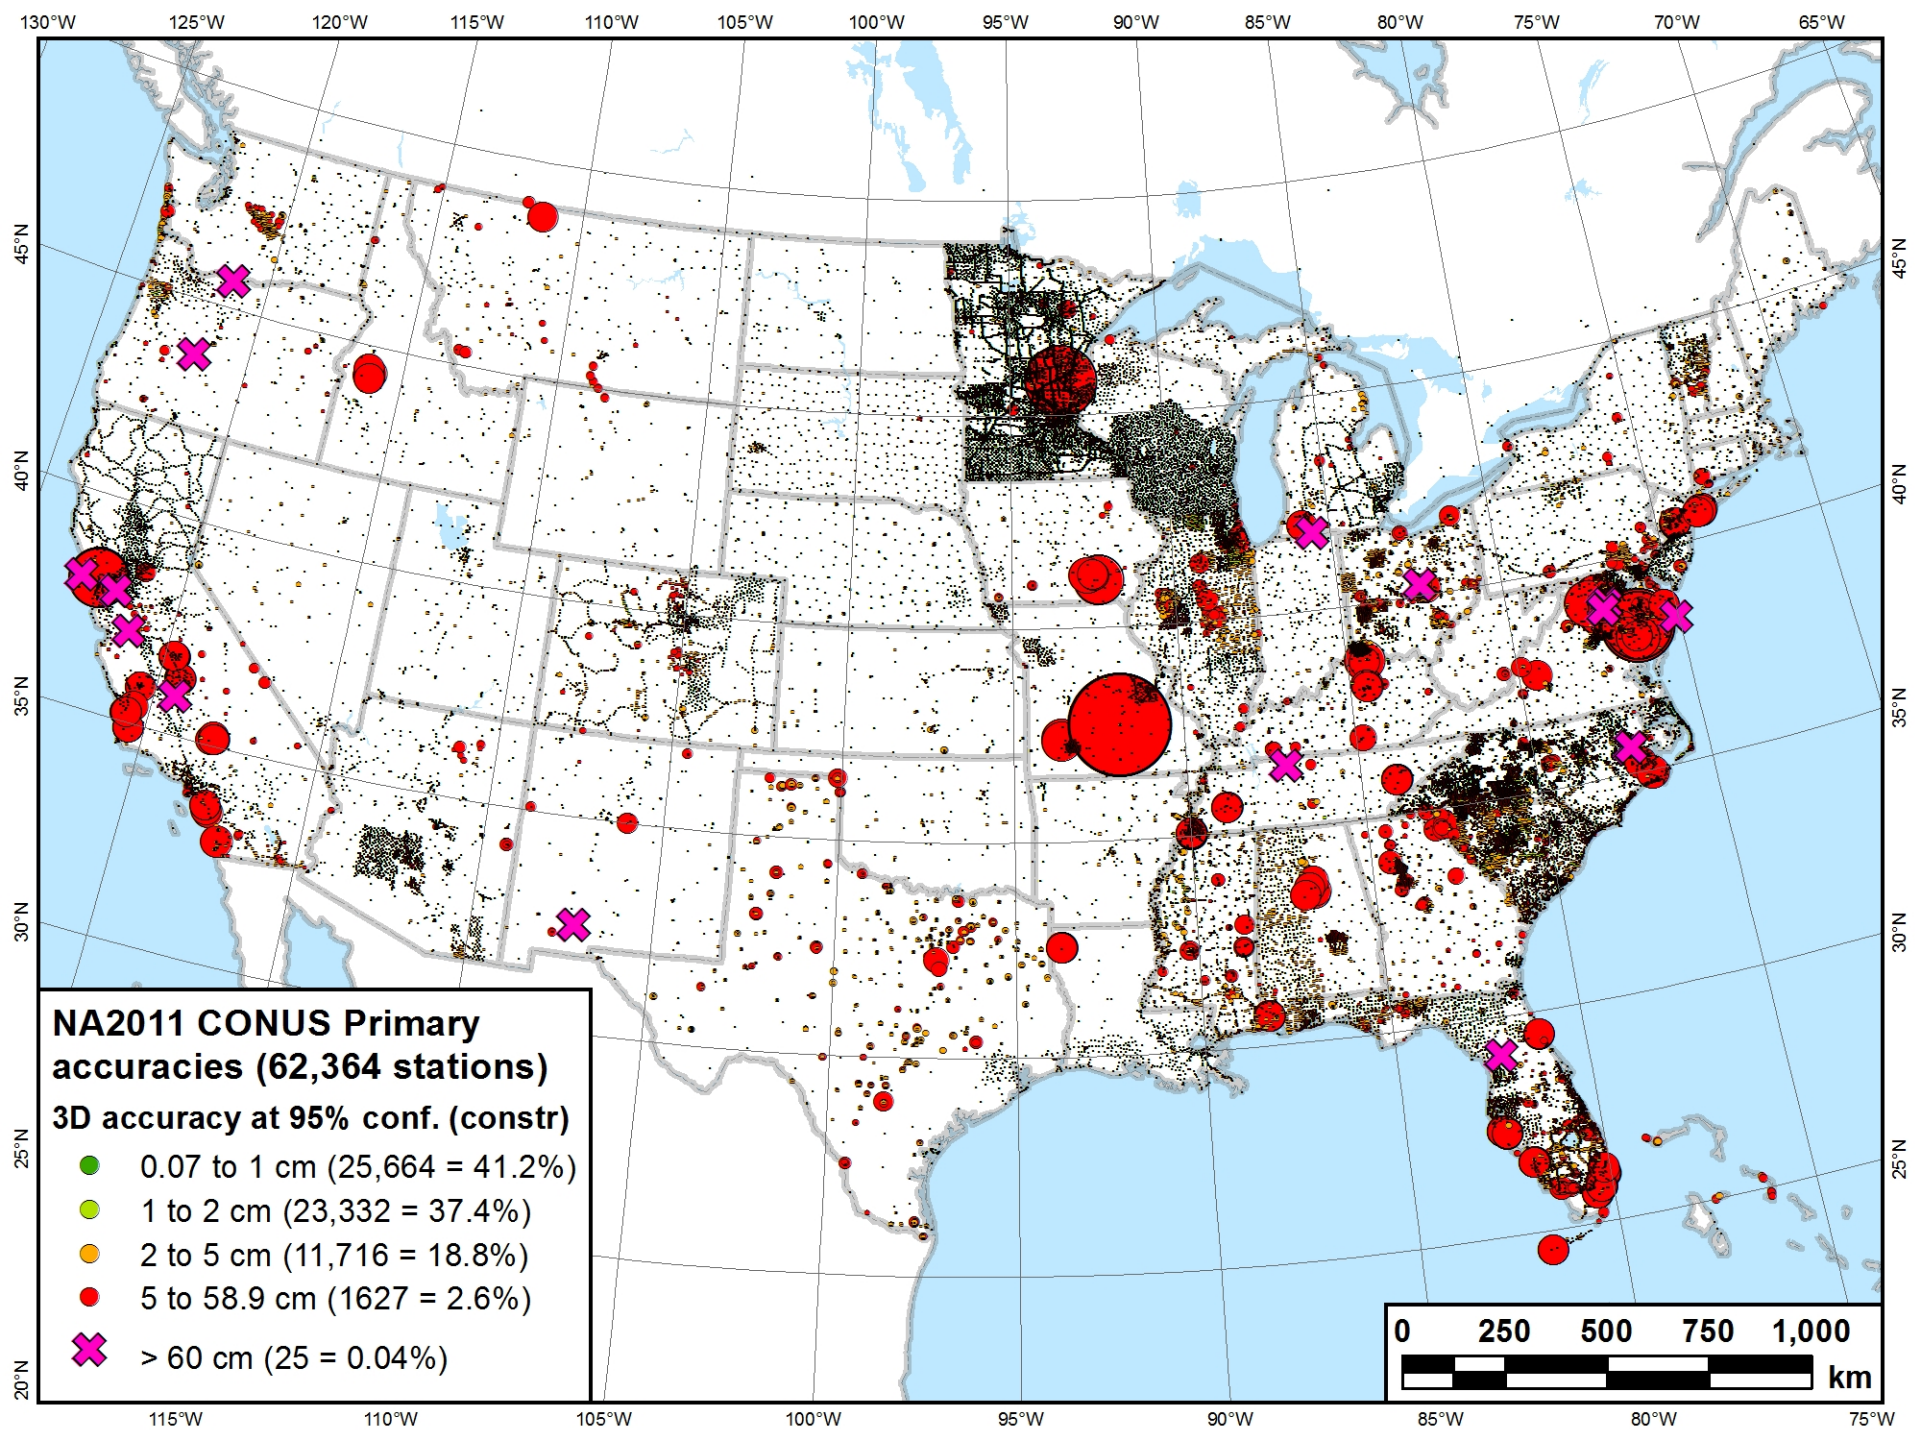 130°W 125°W 120°W 115°W 110°W 105°W 100°W 95°W 90°W 85°W 80°W 75°W 70°W 65°W
45°N 45°N
40°N 40°N
35°N 35°N
30°N 30°N
25°N 25°N
20°N
NA2011 CONUS Primary
accuracies (62,364 stations)
3D accuracy at 95% conf. (constr)
0.07 to 1 cm (25,664 = 41.2%)
1 to 2 cm (23,332 = 37.4%)
2 to 5 cm (11,716 = 18.8%)
5 to 58.9 cm (1627 = 2.6%)
> 60 cm (25 = 0.04%)
0 250 500 750 1,000
km
115°W 110°W 105°W 100°W 95°W 90°W 85°W 80°W 75°W